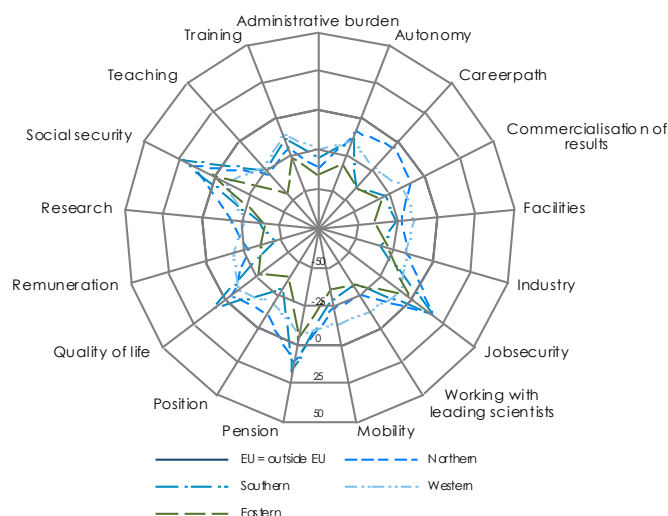 Administrative burden
Training
Autonomy
Teaching
Careerpath
Social security
Commercialisation of
results
Research
Facilities
Remuneration
Industry
Quality of life
Jobsecurity
Position
Working with
leading scientists
Pension
Mobility
-50
-25
0
25
50
EU = outside EU
Northern
Southern
Western
Eastern